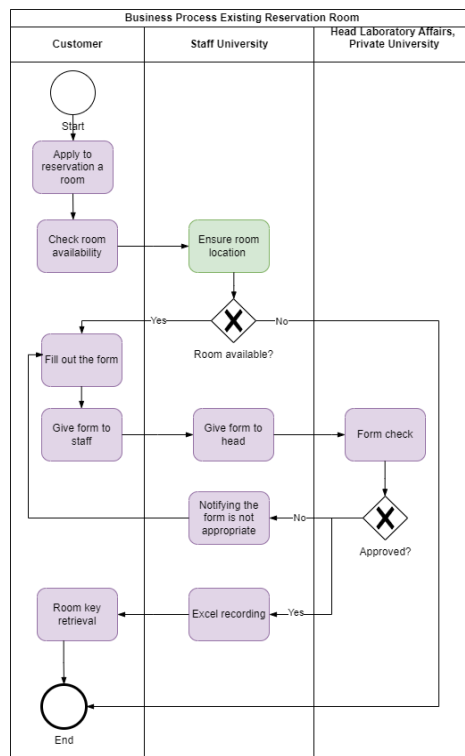 Business Process Existing Reservation Room
Customer
Staff University
Head Laboratory Affairs,
Private University
Start
Apply to
reservation a
room
Check room
availability
Ensure room
location
Yes
No
Room available?
Fill out the form
Give form to
staff
Give form to
head
Form check
Notifying the
form is not
appropriate
No
Approved?
Room key
retrieval
Excel recording
Yes
End